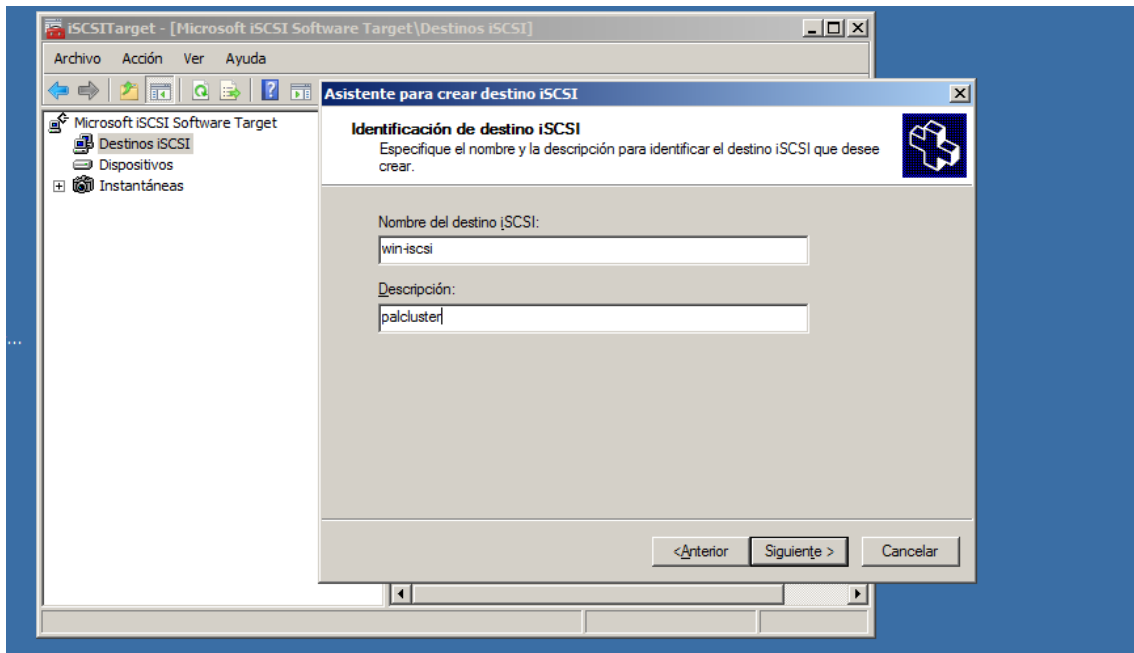 iSCSITarget - [Microsoft iSCSI Software Target\Destinos iSCSI]
Archivo Acción Ver Ayuda
Microsoft iSCSI Software Target
Destinos iSCSI
Dispositivos
Instantáneas
Asistente para crear destino iSCSI
Identificación de destino iSCSI
Especifique el nombre y la descripción para identificar el destino iSCSI que desee
crear.
Nombre del destino iSCSI:
win-iscsi
Descripción:
palcluster
<Anterior Siguiente > Cancelar
...